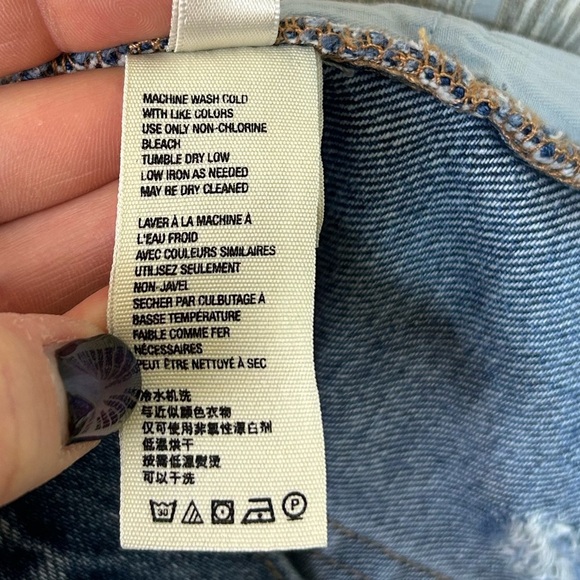 MACHINE WASH COLD
WITH LIKE COLORS
USE ONLY NON-CHLORINE
BLEACH
TUMBLE DRY LOW
LOW IRON AS NEEDED
MAY BE DRY CLEANED
LAVER À LA MACHINE À
L'EAU FROID
AVEC COULEURS SIMILAIRES
UTILISEZ SEULEMENT
NON-JAVEL
SECHER PAR CULBUTAGE À
BASSE TEMPÉRATURE
FAIBLE COMME FER
NÉCESSAIRES
PEUT ÊTRE NETTOYÉ À SEC
冷水机洗
与近似颜色衣物
仅可使用非氧性漂白剂
低温烘干
按需低温熨烫
可以干洗
30 P